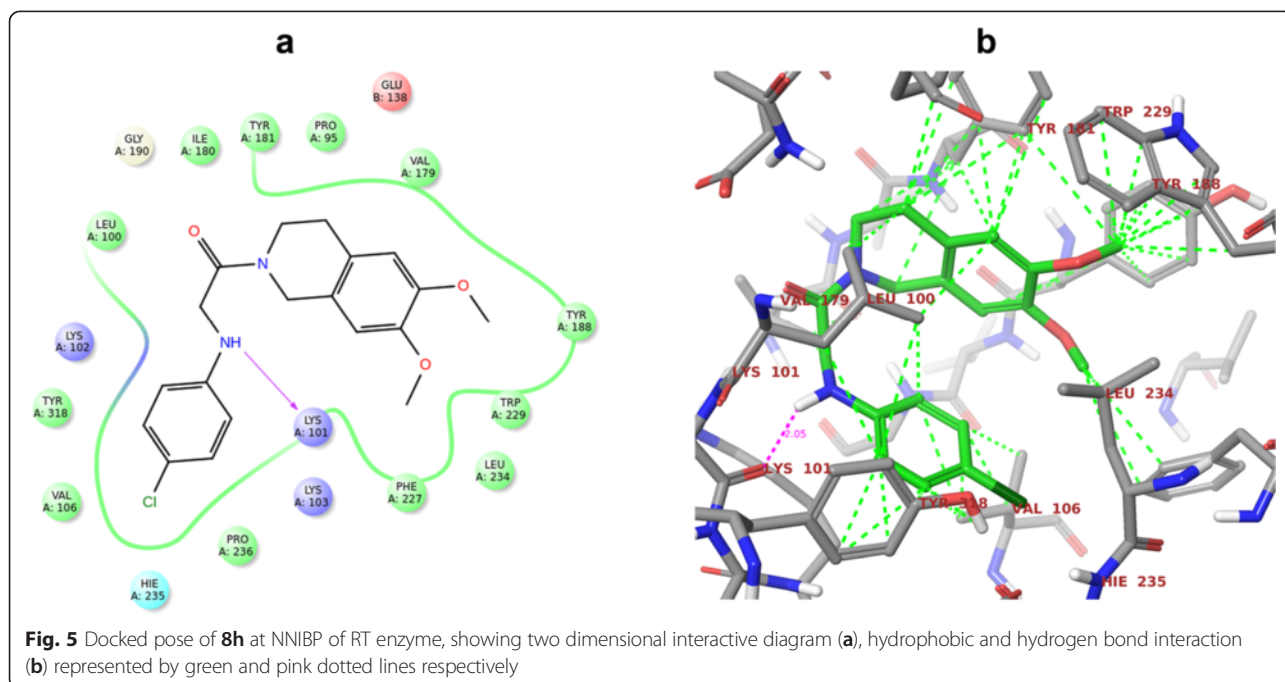 a
b
GLU
B: 138
TYR
A: 181
PRO
95
GLY
A: 190
ILE
A: 180
VAL
A: 179
LEU
A: 100
O
N
O
O
NH
TYR
A: 188
LYS
A: 102
TYR
A: 318
LYS
A: 101
TRP
A: 229
LEU
A: 234
LYS
A: 103
PHE
A: 227
VAL
A: 106
Cl
PRO
A: 236
HIE
A: 235
TRP 229
TYR 181
TYR 188
VAL 179
LEU 100
LYS 101
LEU 234
2.05
LYS 101
TYR 318
VAL 106
HIE 235
Fig. 5 Docked pose of 8h at NNIBP of RT enzyme, showing two dimensional interactive diagram (a), hydrophobic and hydrogen bond interaction
(b) represented by green and pink dotted lines respectively